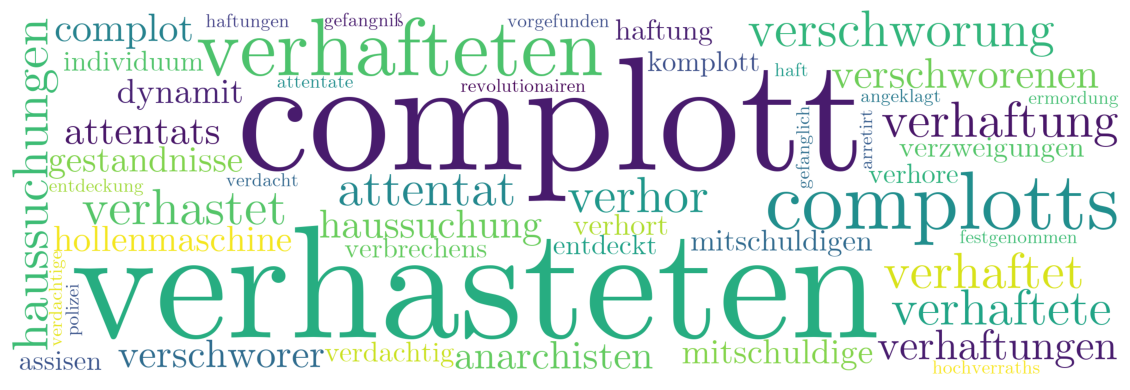 haftungen gefangniß vorgefunden
complot verhafteten haftung verschworung
individuum komplott
attentate haft verschworenen
dynamit revolutionairen angeklagt ermordung
complott
attentats verhaftung
gefanglich arretirt
gestandnisse verzweigungen
entdeckung verdacht verhore
haussuchungen
attentat verhor complotts
verhastet
haussuchung verhort
hollenmaschine verbrechens entdeckt mitschuldigen festgenommen
verdachtige polizei
verhasteten
verhaftet
verhaftete
assisen verschworer verdachtig anarchisten mitschuldige verhaftungen
hochverraths